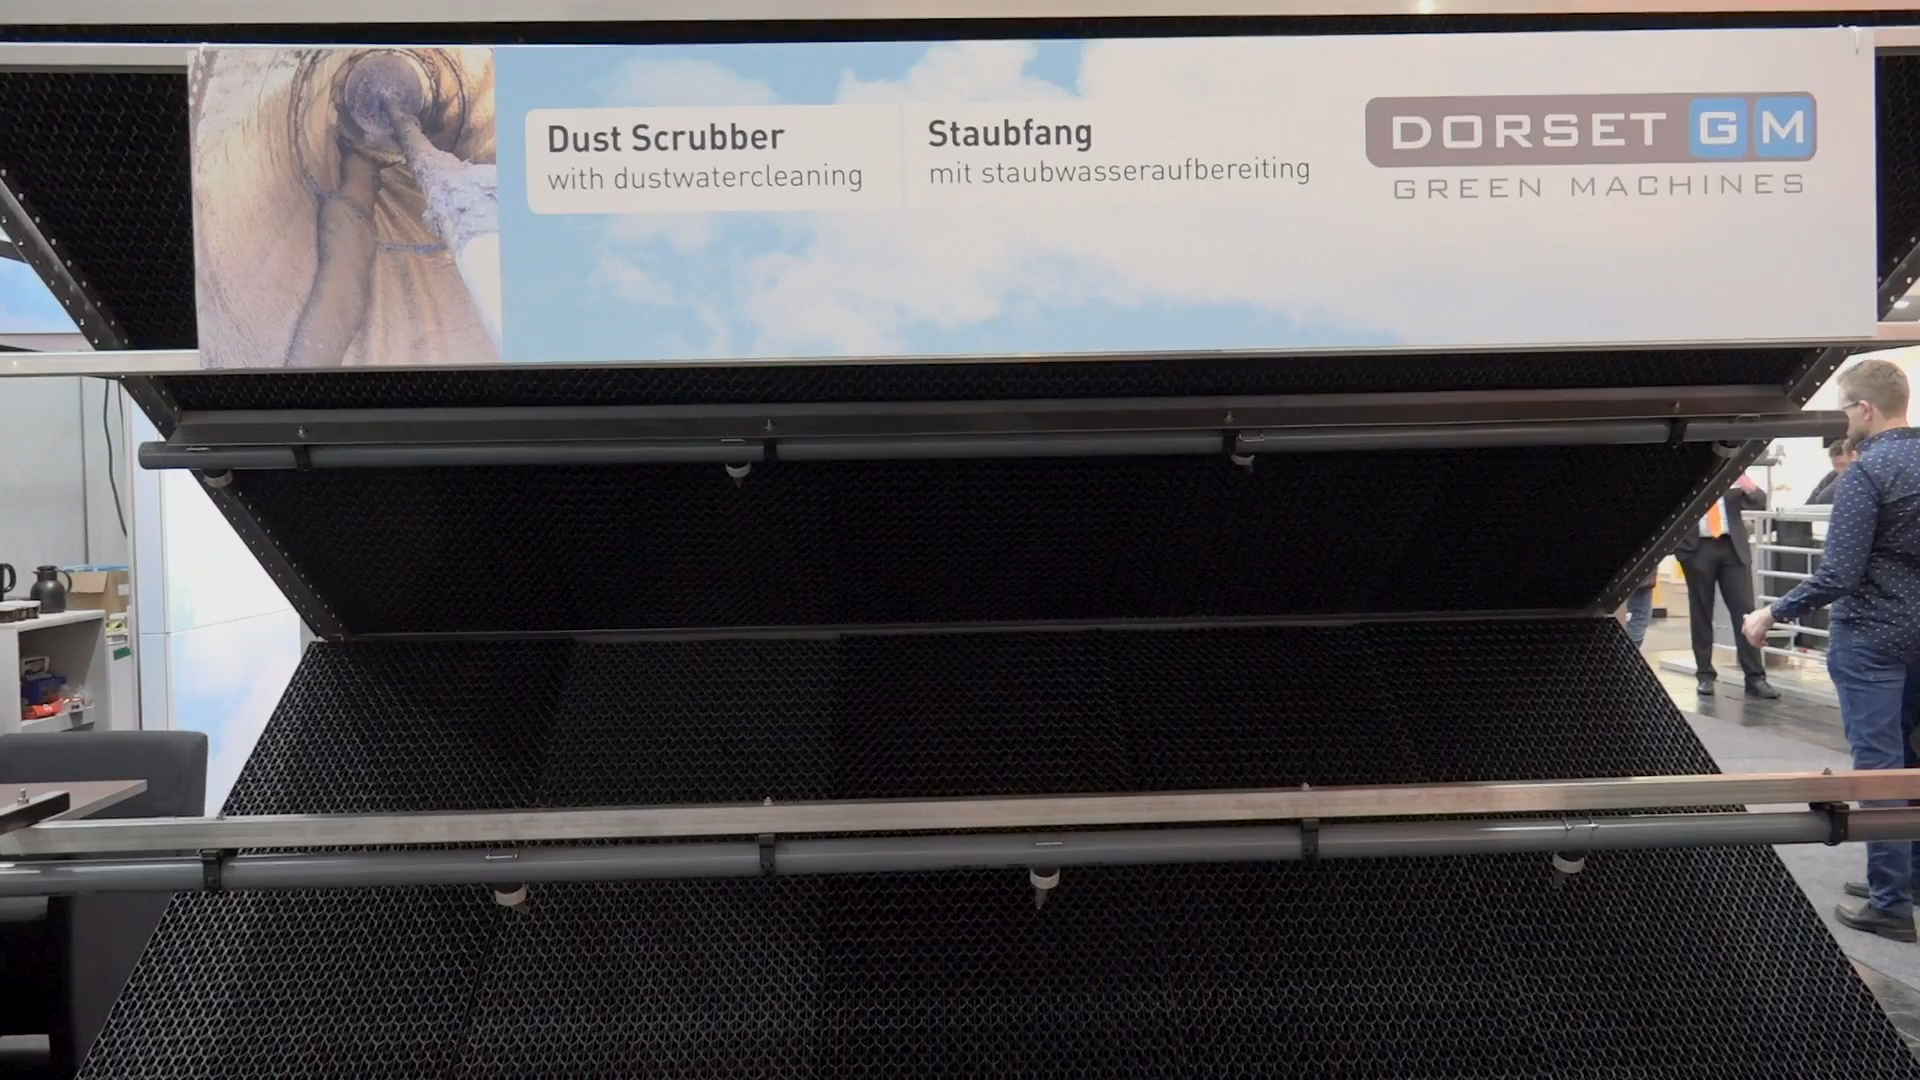 Dust Scrubber
with dustwatercleaning
Staubfang
mit staubwasseraufbereiting
DORSET GM
GREEN MACHINES